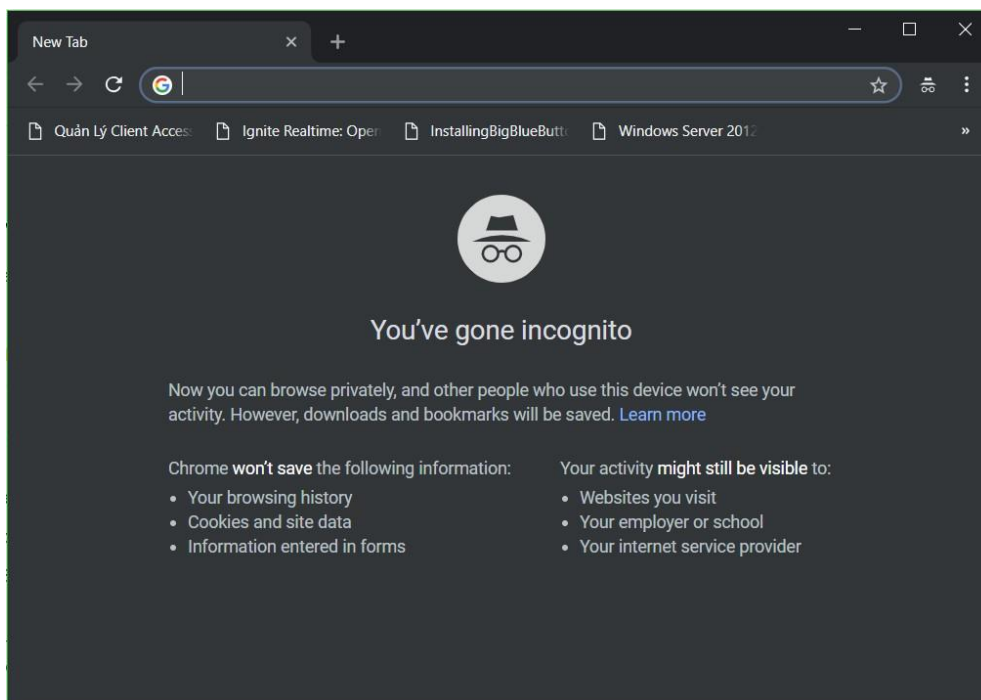 New Tab
Quản Lý Client Acces
Ignite Realtime: Open
InstallingBigBlueButt
Windows Server 2012
You've gone incognito
Now you can browse privately, and other people who use this device won't see your
activity. However, downloads and bookmarks will be saved. Learn more
Chrome won't save the following information:
• Your browsing history
• Cookies and site data
• Information entered in forms
Your activity might still be visible to:
• Websites you visit
• Your employer or school
• Your internet service provider